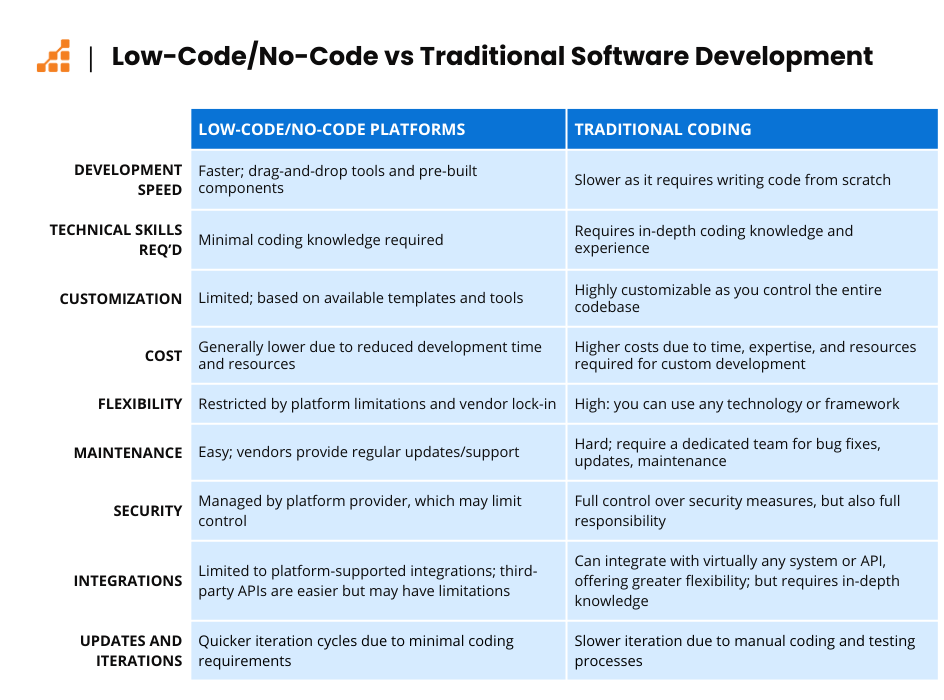 | Low-Code/No-Code vs Traditional Software Development
LOW-CODE/NO-CODE PLATFORMS
TRADITIONAL CODING
DEVELOPMENT
SPEED
Faster; drag-and-drop tools and pre-built
components
Slower as it requires writing code from scratch
TECHNICAL SKILLS
REQ'D
Minimal coding knowledge required
Requires in-depth coding knowledge and
experience
CUSTOMIZATION
Limited; based on available templates and tools
Highly customizable as you control the entire
codebase
COST
Generally lower due to reduced development time
and resources
Higher costs due to time, expertise, and resources
required for custom development
FLEXIBILITY
Restricted by platform limitations and vendor lock-in
High: you can use any technology or framework
MAINTENANCE
Easy; vendors provide regular updates/support
Hard; require a dedicated team for bug fixes,
updates, maintenance
SECURITY
Managed by platform provider, which may limit
control
Full control over security measures, but also full
responsibility
INTEGRATIONS
Limited to platform-supported integrations; third-
party APIs are easier but may have limitations
Can integrate with virtually any system or API,
offering greater flexibility; but requires in-depth
knowledge
UPDATES AND
ITERATIONS
Quicker iteration cycles due to minimal coding
requirements
Slower iteration due to manual coding and testing
processes